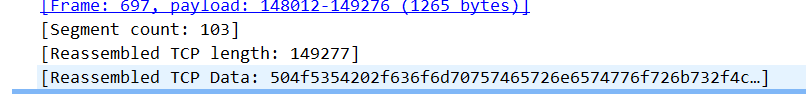 [Frame: 697, payload: 148012-149276 (1265 bytes)]
[Segment count: 103]
[Reassembled TCP length: 149277]
[Reassembled TCP Data: 504f5354202f636f6d70757465726e6574776f726b732f4c…]